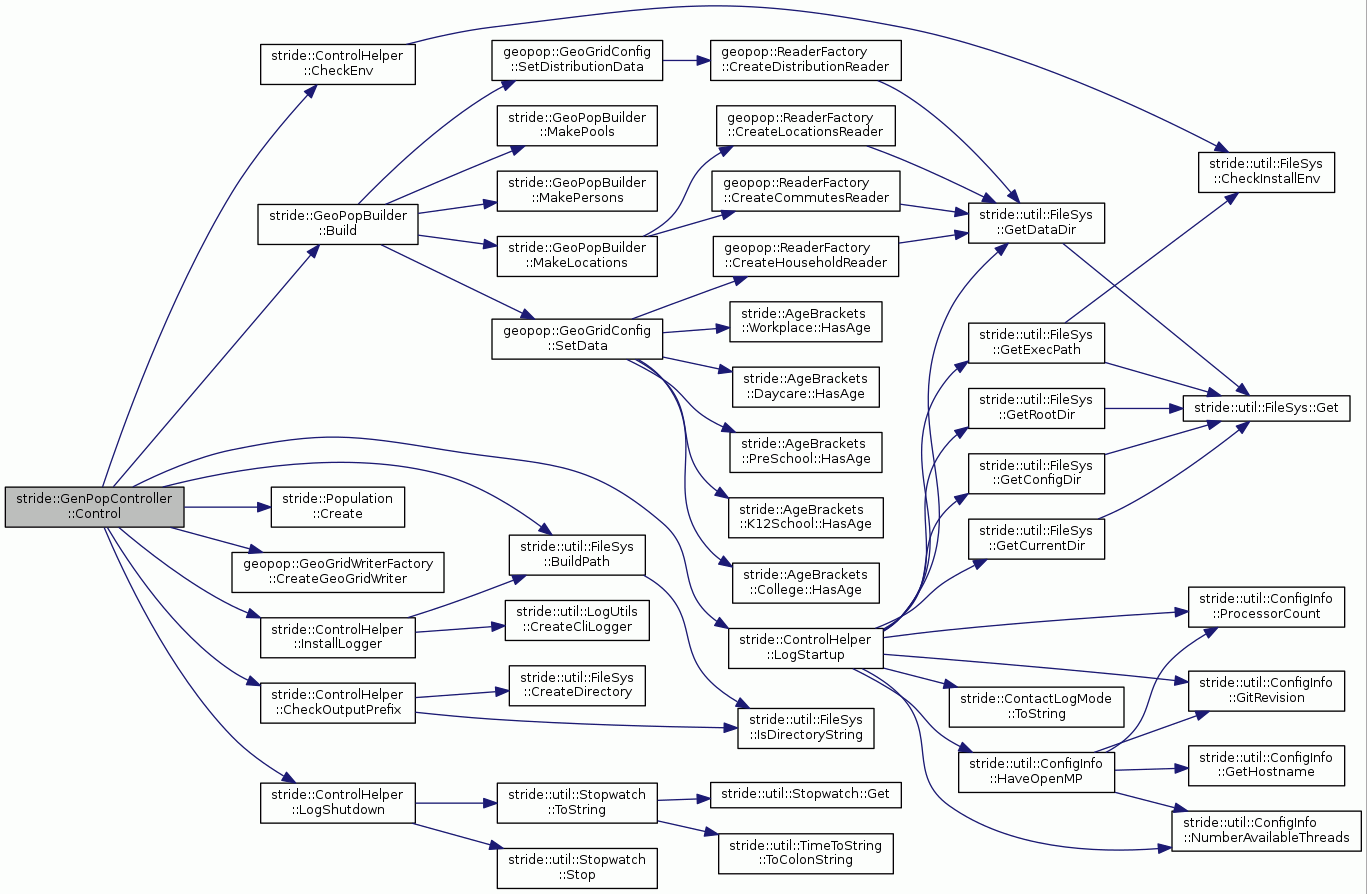 stride::ControlHelper
::CheckEnv
geopop::GeoGridConfig
::SetDistributionData
geopop::ReaderFactory
::CreateDistributionReader
stride::GeoPopBuilder
::MakePools
geopop::ReaderFactory
::CreateLocationsReader
stride::util::FileSys
::CheckInstallEnv
stride::GeoPopBuilder
::MakePersons
geopop::ReaderFactory
::CreateCommutesReader
stride::GeoPopBuilder
::Build
stride::util::FileSys
::GetDataDir
stride::GeoPopBuilder
::MakeLocations
geopop::ReaderFactory
::CreateHouseholdReader
stride::AgeBrackets
::Workplace::HasAge
geopop::GeoGridConfig
::SetData
stride::util::FileSys
::GetExecPath
stride::AgeBrackets
::Daycare::HasAge
stride::util::FileSys
::GetRootDir
stride::util::FileSys::Get
stride::AgeBrackets
::PreSchool::HasAge
stride::util::FileSys
::GetConfigDir
stride::GenPopController
::Control
stride::Population
::Create
stride::AgeBrackets
::K12School::HasAge
stride::util::FileSys
::GetCurrentDir
stride::util::FileSys
::BuildPath
geopop::GeoGridWriterFactory
::CreateGeoGridWriter
stride::AgeBrackets
::College::HasAge
stride::util::ConfigInfo
::ProcessorCount
stride::util::LogUtils
::CreateCliLogger
stride::ControlHelper
::InstallLogger
stride::ControlHelper
::LogStartup
stride::util::FileSys
::CreateDirectory
stride::util::ConfigInfo
::GitRevision
stride::ControlHelper
::CheckOutputPrefix
stride::ContactLogMode
::ToString
stride::util::FileSys
::IsDirectoryString
stride::util::ConfigInfo
::HaveOpenMP
stride::util::ConfigInfo
::GetHostname
stride::ControlHelper
::LogShutdown
stride::util::Stopwatch
::ToString
stride::util::Stopwatch::Get
stride::util::ConfigInfo
::NumberAvailableThreads
stride::util::TimeToString
::ToColonString
stride::util::Stopwatch
::Stop